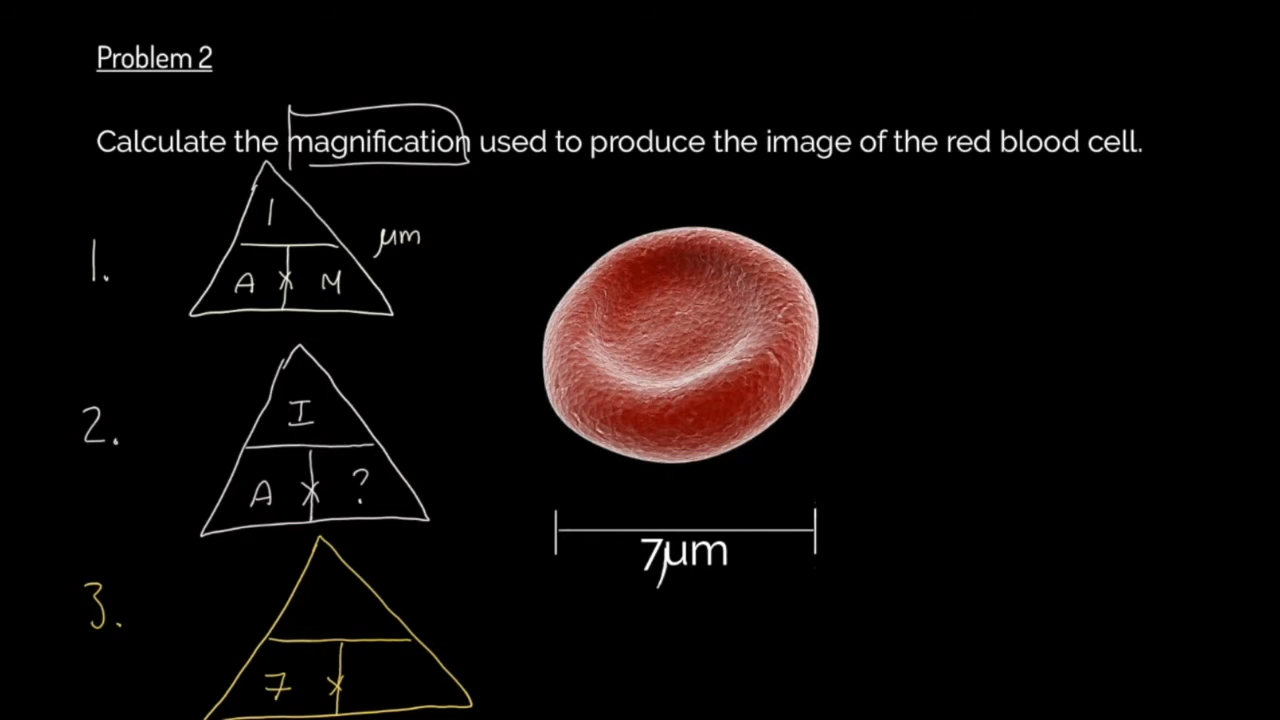 Problem 2
Calculate the magnification used to produce the image of the red blood cell.
1.
I
A x M
µm
2.
I
A x ?
7µm
3.
7 x